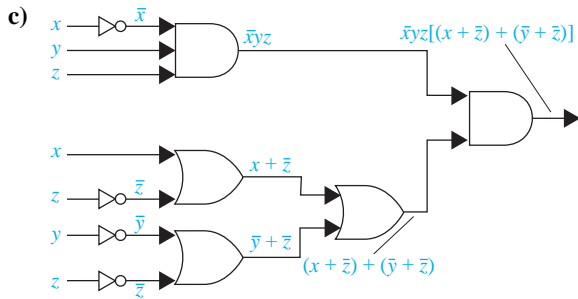 c)
x x̄
y x̄yz x̄yz[(x + z̄) + (ȳ + z̄)]
z
x
x + z̄
z z̄
y ȳ
ȳ + z̄
(x + z̄) + (ȳ + z̄)
z z̄